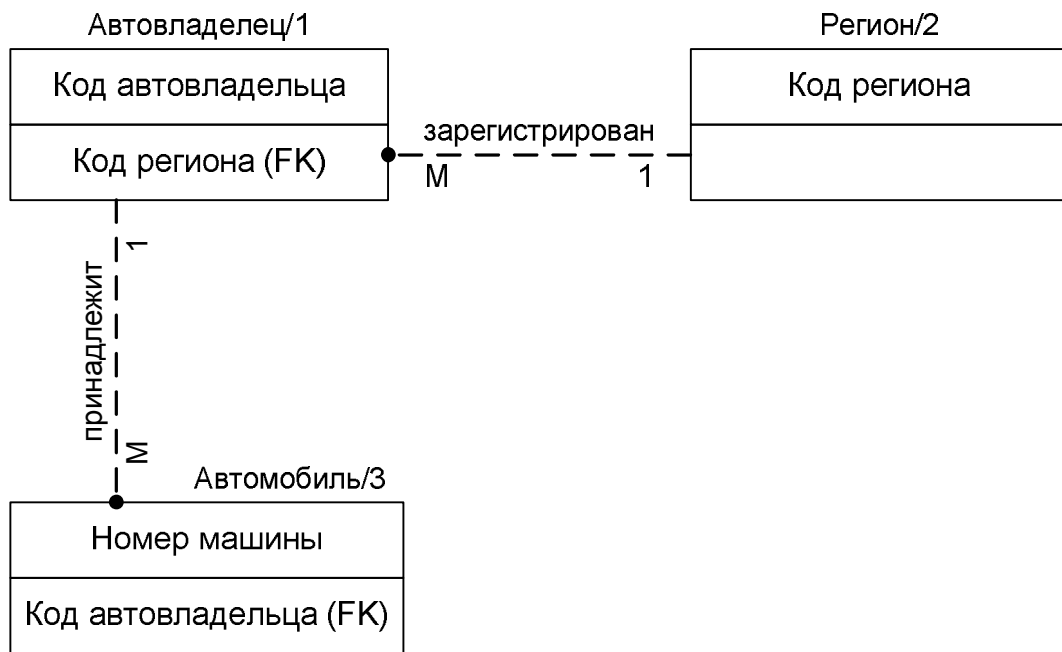 Автовладелец/1
Регион/2
Код автовладельца
Код региона
Код региона (FK)
зарегистрирован
М
1
1
принадлежит
М
Автомобиль/3
Номер машины
Код автовладельца (FK)